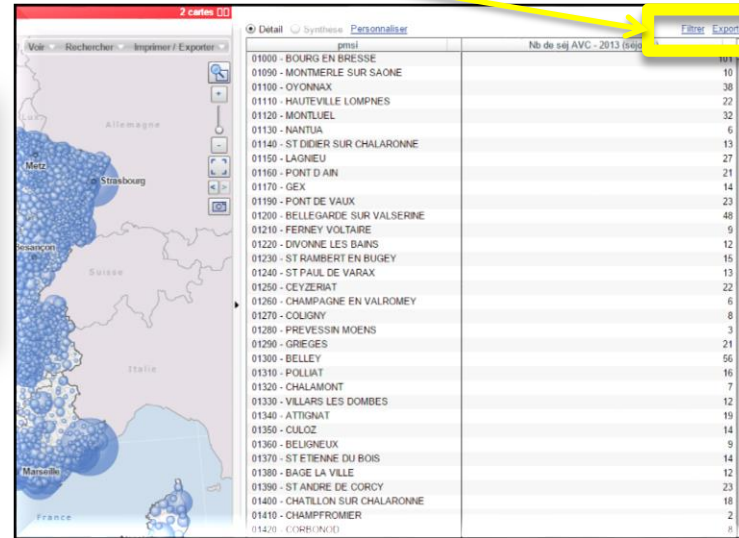 2 cartes
Détail Synthèse Personnaliser Filtrer Export
Voir Rechercher Imprimer / Exporter
pmsi Nb de séj AVC - 2013
01000 - BOURG EN BRESSE 101
01090 - MONTMERLE SUR SAONE 10
01100 - OYONNAX 38
01110 - HAUTEVILLE LOMPNES 22
01120 - MONTLUEL 32
01130 - NANTUA 6
01140 - ST DIDIER SUR CHALARONNE 13
01150 - LAGNIEU 27
01160 - PONT D AIN 21
01170 - GEX 14
01190 - PONT DE VAUX 23
01200 - BELLEGARDE SUR VALSERINE 48
01210 - FERNEY VOLTAIRE 9
01220 - DIVONNE LES BAINS 12
01230 - ST RAMBERT EN BUGEY 15
01240 - ST PAUL DE VARAX 13
01250 - CEYZERIAT 22
01260 - CHAMPAGNE EN VALROMEY 6
01270 - COLIGNY 8
01280 - PREVESSIN MOENS 3
01290 - GRIEGES 21
01300 - BELLEY 56
01310 - POLLIAT 16
01320 - CHALAMONT 7
01330 - VILLARS LES DOMBES 12
01340 - ATTIGNAT 19
01350 - CULOZ 14
01360 - BELIGNEUX 9
01370 - ST ETIENNE DU BOIS 14
01380 - BAGE LA VILLE 12
01390 - ST ANDRE DE CORCY 23
01400 - CHATILLON SUR CHALARONNE 18
01410 - CHAMPFROMIER 2
01420 - CORBONOD 8
Lux
Allemagne
Metz
Strasbourg
Besançon
Suisse
Italie
Marseille
France